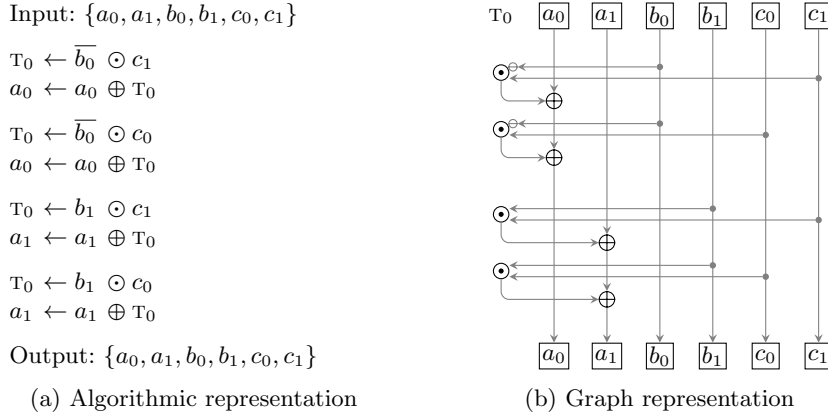 Input: {a₀, a₁, b₀, b₁, c₀, c₁}
T₀ ← b̅₀ ⊙ c₁
a₀ ← a₀ ⊕ T₀
T₀ ← b̅₀ ⊙ c₀
a₀ ← a₀ ⊕ T₀
T₀ ← b₁ ⊙ c₁
a₁ ← a₁ ⊕ T₀
T₀ ← b₁ ⊙ c₀
a₁ ← a₁ ⊕ T₀
Output: {a₀, a₁, b₀, b₁, c₀, c₁}
(a) Algorithmic representation
T₀ a₀ a₁ b₀ b₁ c₀ c₁
a₀ a₁ b₀ b₁ c₀ c₁
(b) Graph representation